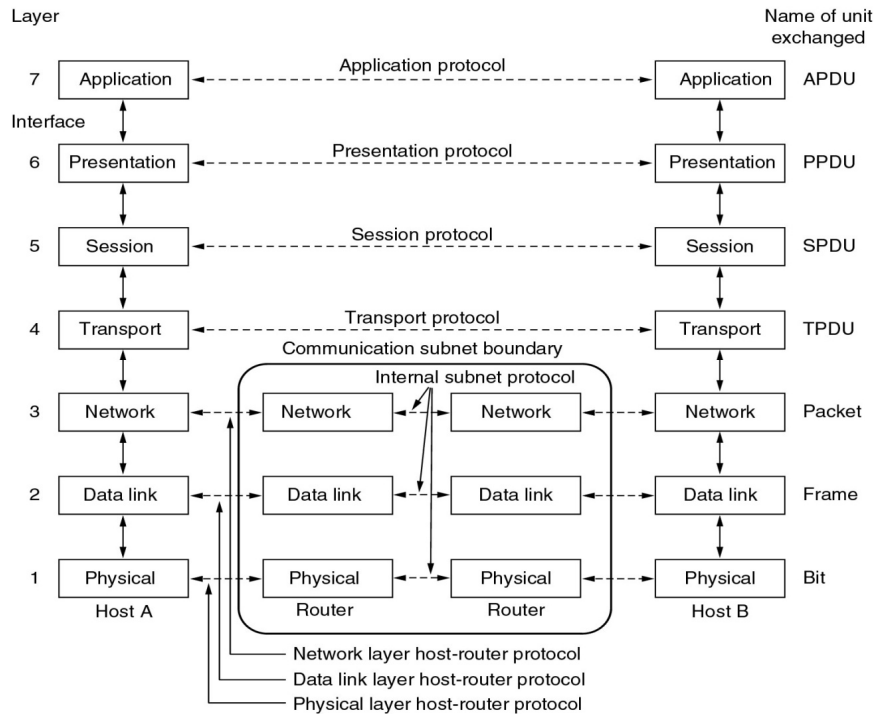 Layer
Name of unit
exchanged
Application protocol
7 Application Application APDU
Interface
Presentation protocol
6 Presentation Presentation PPDU
Session protocol
5 Session Session SPDU
Transport protocol
4 Transport Transport TPDU
Communication subnet boundary
Internal subnet protocol
3 Network Network Network Network Packet
2 Data link Data link Data link Data link Frame
1 Physical Physical Physical Physical Bit
Host A Router Router Host B
Network layer host-router protocol
Data link layer host-router protocol
Physical layer host-router protocol